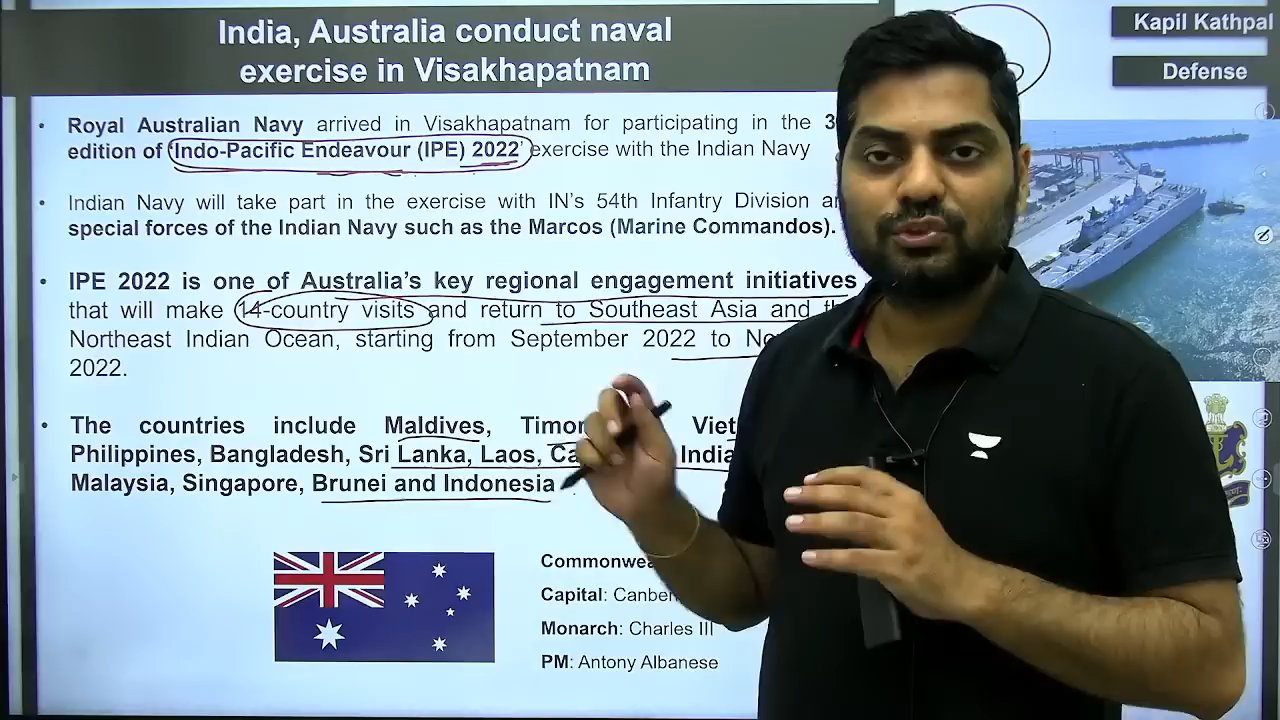 India, Australia conduct naval
exercise in Visakhapatnam
Kapil Kathpal
Defense
• Royal Australian Navy arrived in Visakhapatnam for participating in the
edition of 'Indo-Pacific Endeavour (IPE) 2022' exercise with the Indian Navy
• Indian Navy will take part in the exercise with IN's 54th Infantry Division
special forces of the Indian Navy such as the Marcos (Marine Commandos).
• IPE 2022 is one of Australia's key regional engagement initiatives
that will make 14-country visits and return to Southeast Asia and
Northeast Indian Ocean, starting from September 2022 to
2022.
• The countries include Maldives,
Philippines, Bangladesh, Sri Lanka, Laos,
Malaysia, Singapore, Brunei and Indonesia
Capital:
Monarch: Charles III
PM: Antony Albanese